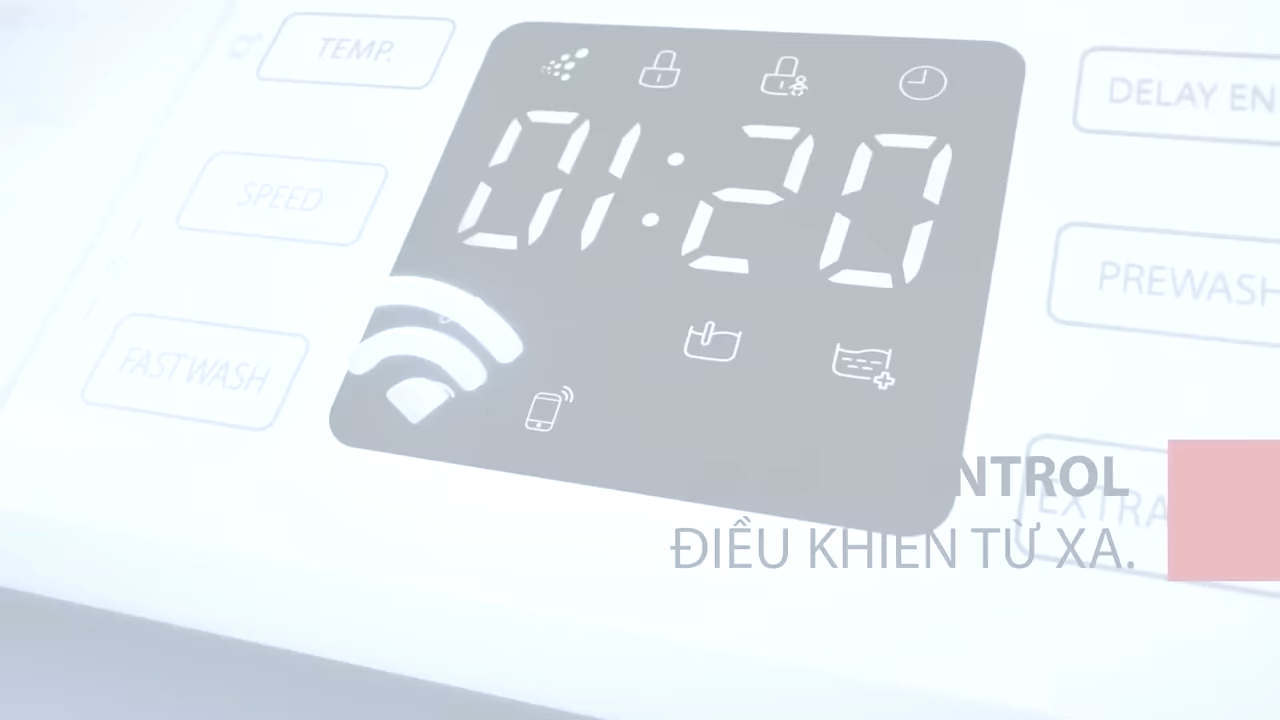 TEMP.
01:20
DELAY EN
SPEED
PREWASH
FASTWASH
NTROL
EXTRA
ĐIỀU KHIỂN TỪ XA.